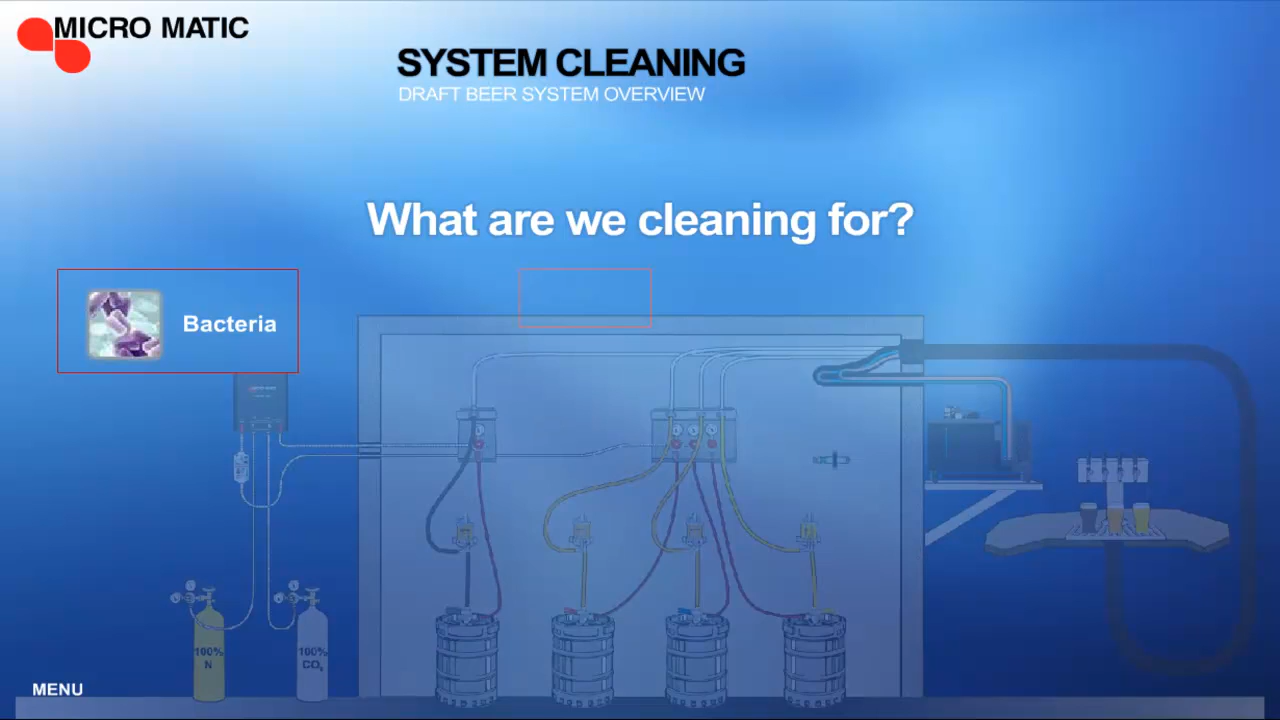 MICRO MATIC
SYSTEM CLEANING
DRAFT BEER SYSTEM OVERVIEW
What are we cleaning for?
Bacteria
100%
N
100%
CO₂
MENU